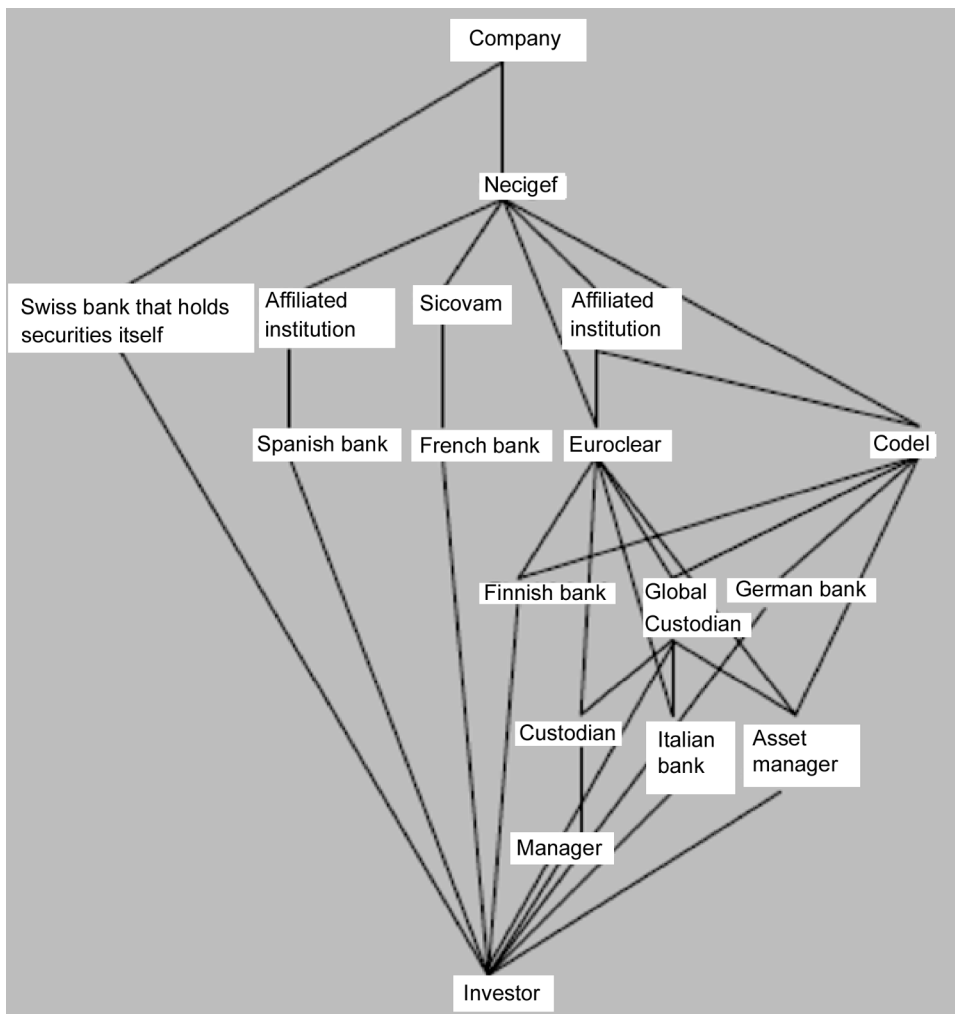 Company
Necigef
Swiss bank that holds
securities itself
Affiliated
institution
Sicovam
Affiliated
institution
Spanish bank
French bank
Euroclear
Codel
Finnish bank
Global
Custodian
German bank
Custodian
Italian
bank
Asset
manager
Manager
Investor